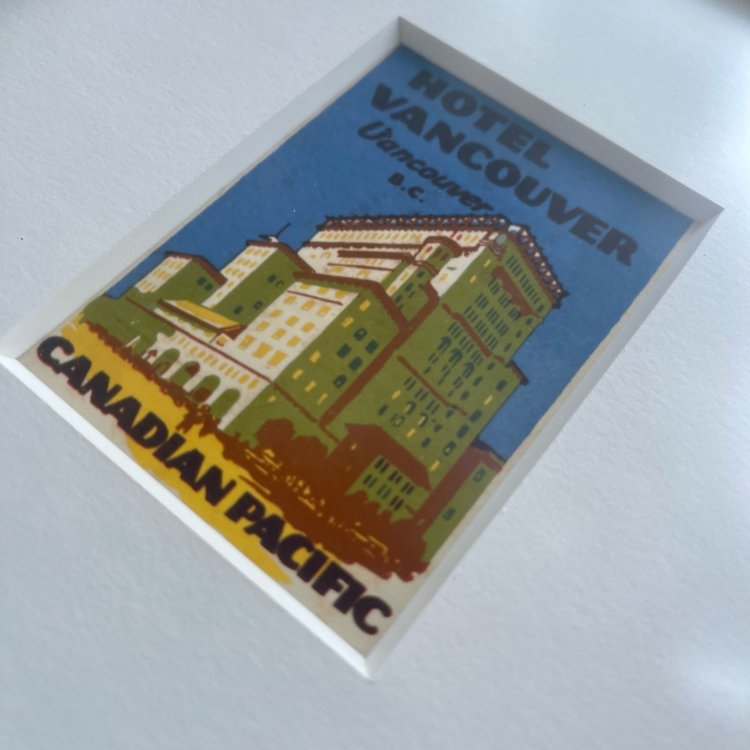 HOTEL
VANCOUVER
Vancouver
B.C.
CANADIAN PACIFIC